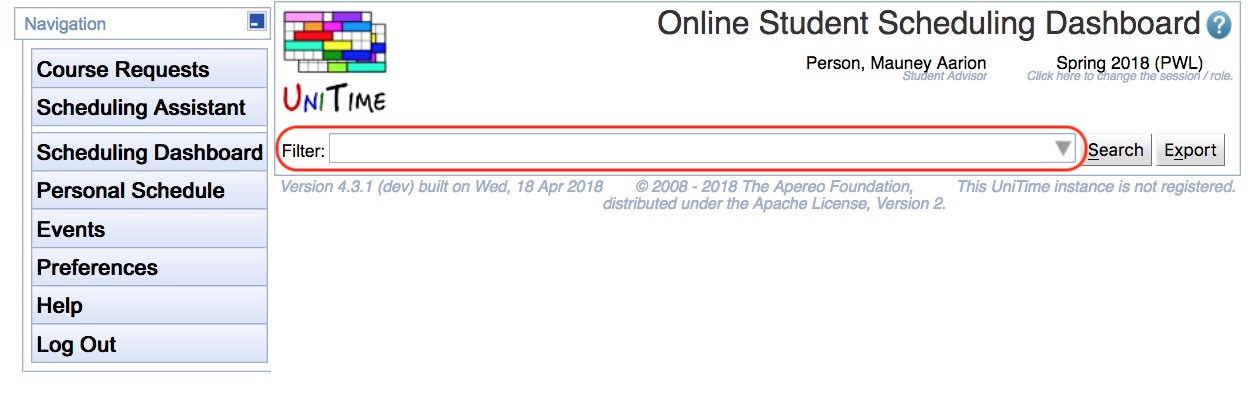 Navigation
Course Requests
Scheduling Assistant
Scheduling Dashboard
Personal Schedule
Events
Preferences
Help
Log Out
UNITIME
Online Student Scheduling Dashboard ?
Person, Mauney Aarion
Student Advisor
Spring 2018 (PWL)
Click here to change the session / role.
Filter: Search Export
Version 4.3.1 (dev) built on Wed, 18 Apr 2018
© 2008 - 2018 The Apereo Foundation,
distributed under the Apache License, Version 2.
This UniTime instance is not registered.